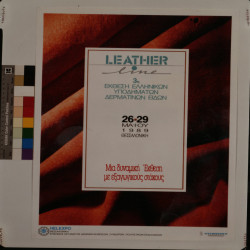 LEATHER
line
3η
ΕΚΘΕΣΗ ΕΛΛΗΝΙΚΩΝ
ΥΠΟΔΗΜΑΤΩΝ
ΔΕΡΜΑΤΙΝΩΝ ΕΙΔΩΝ
26-29
ΜΑΪΟΥ
1989
ΘΕΣΣΑΛΟΝΙΚΗ
Μια δυναμική Έκθεση
με εξαγωγικούς στόχους
HELEXPO